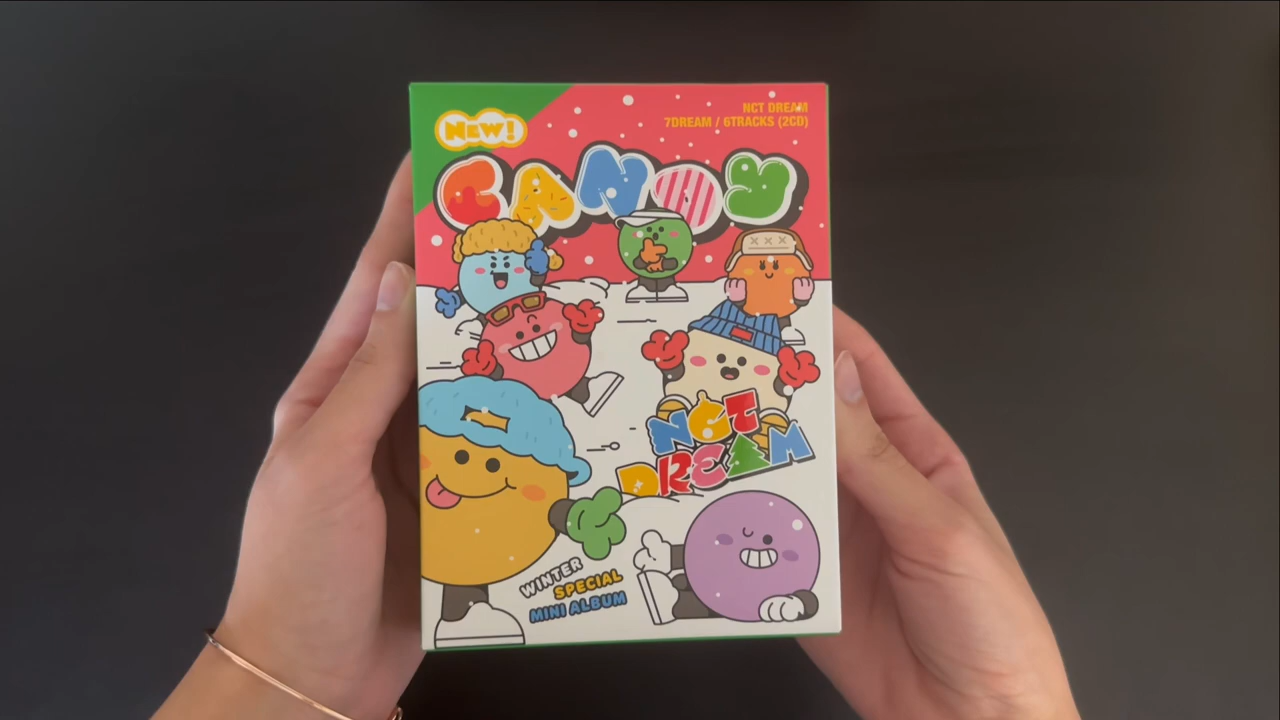 NEW!
NCT DREAM
7DREAM / 6TRACKS (2CD)
CANDY
NCT
DREAM
WINTER
SPECIAL
MINI ALBUM